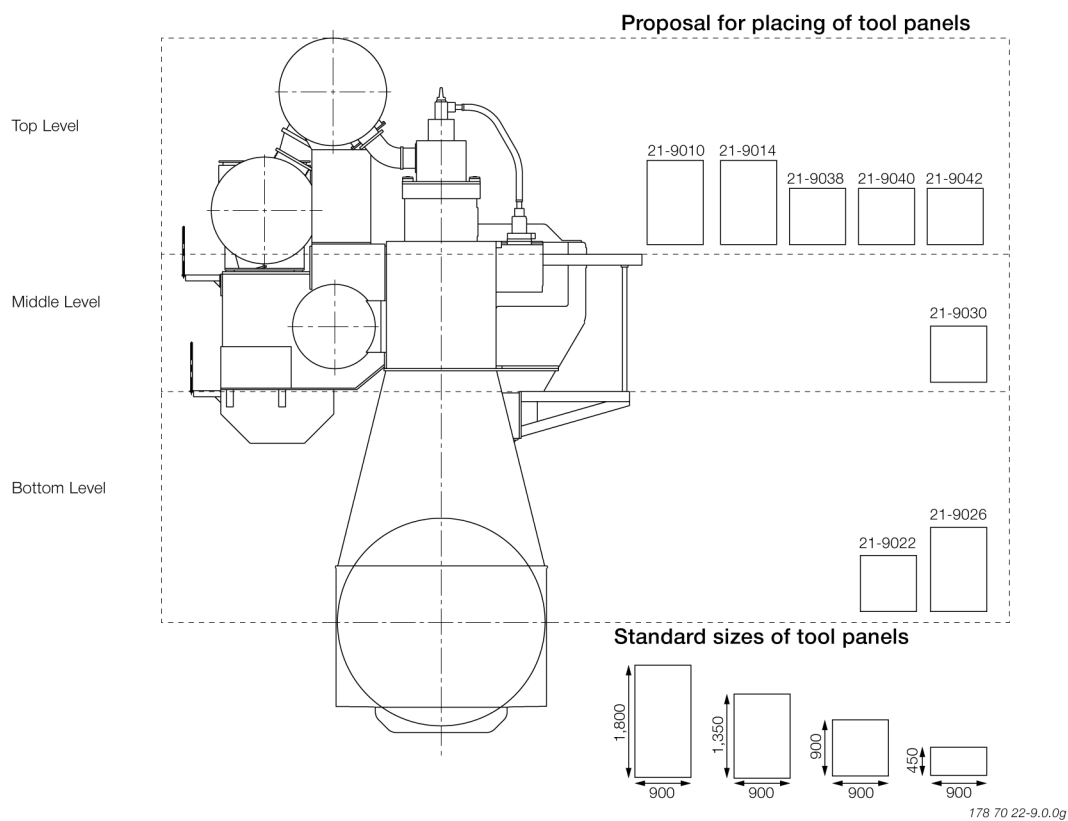 Proposal for placing of tool panels
Top Level
21-9010 21-9014
21-9038 21-9040 21-9042
Middle Level
21-9030
Bottom Level
21-9026
21-9022
Standard sizes of tool panels
1,800
1,350
900
450
900 900 900 900
178 70 22-9.0.0g